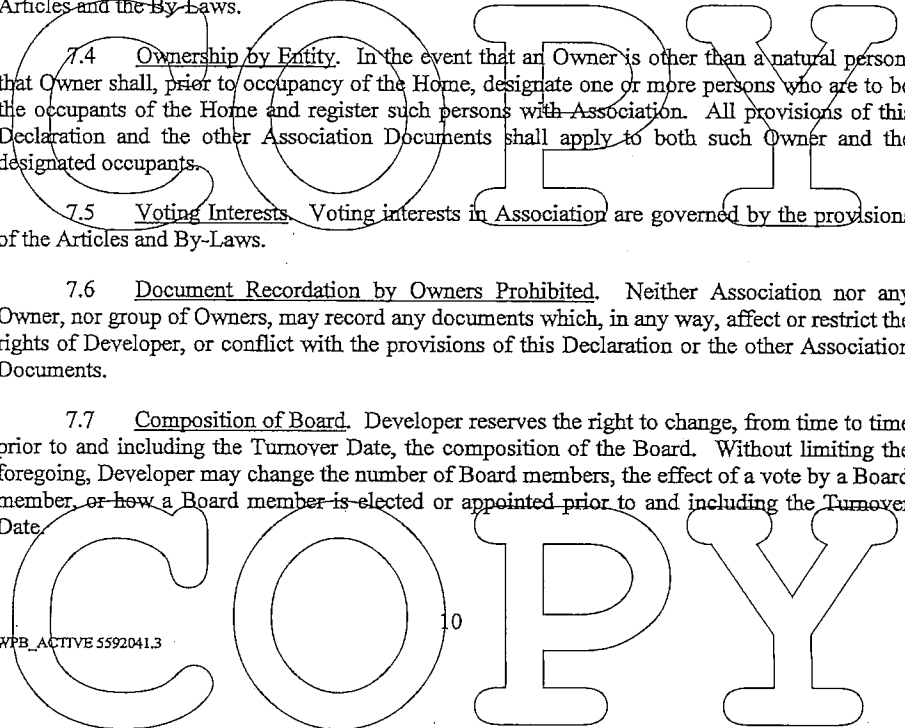 Articles and the By-Laws.
7.4 Ownership by Entity. In the event that an Owner is other than a natural person
that Owner shall, prior to occupancy of the Home, designate one or more persons who are to be
the occupants of the Home and register such persons with Association. All provisions of this
Declaration and the other Association Documents shall apply to both such Owner and the
designated occupants.
7.5 Voting Interests. Voting interests in Association are governed by the provision
of the Articles and By-Laws.
7.6 Document Recordation by Owners Prohibited. Neither Association nor any
Owner, nor group of Owners, may record any documents which, in any way, affect or restrict the
rights of Developer, or conflict with the provisions of this Declaration or the other Association
Documents.
7.7 Composition of Board. Developer reserves the right to change, from time to time
prior to and including the Turnover Date, the composition of the Board. Without limiting the
foregoing, Developer may change the number of Board members, the effect of a vote by a Board
member, or how a Board member is elected or appointed prior to and including the Turnover
Date.
10
WPB_ACTIVE 5592041.3
COPY
COPY